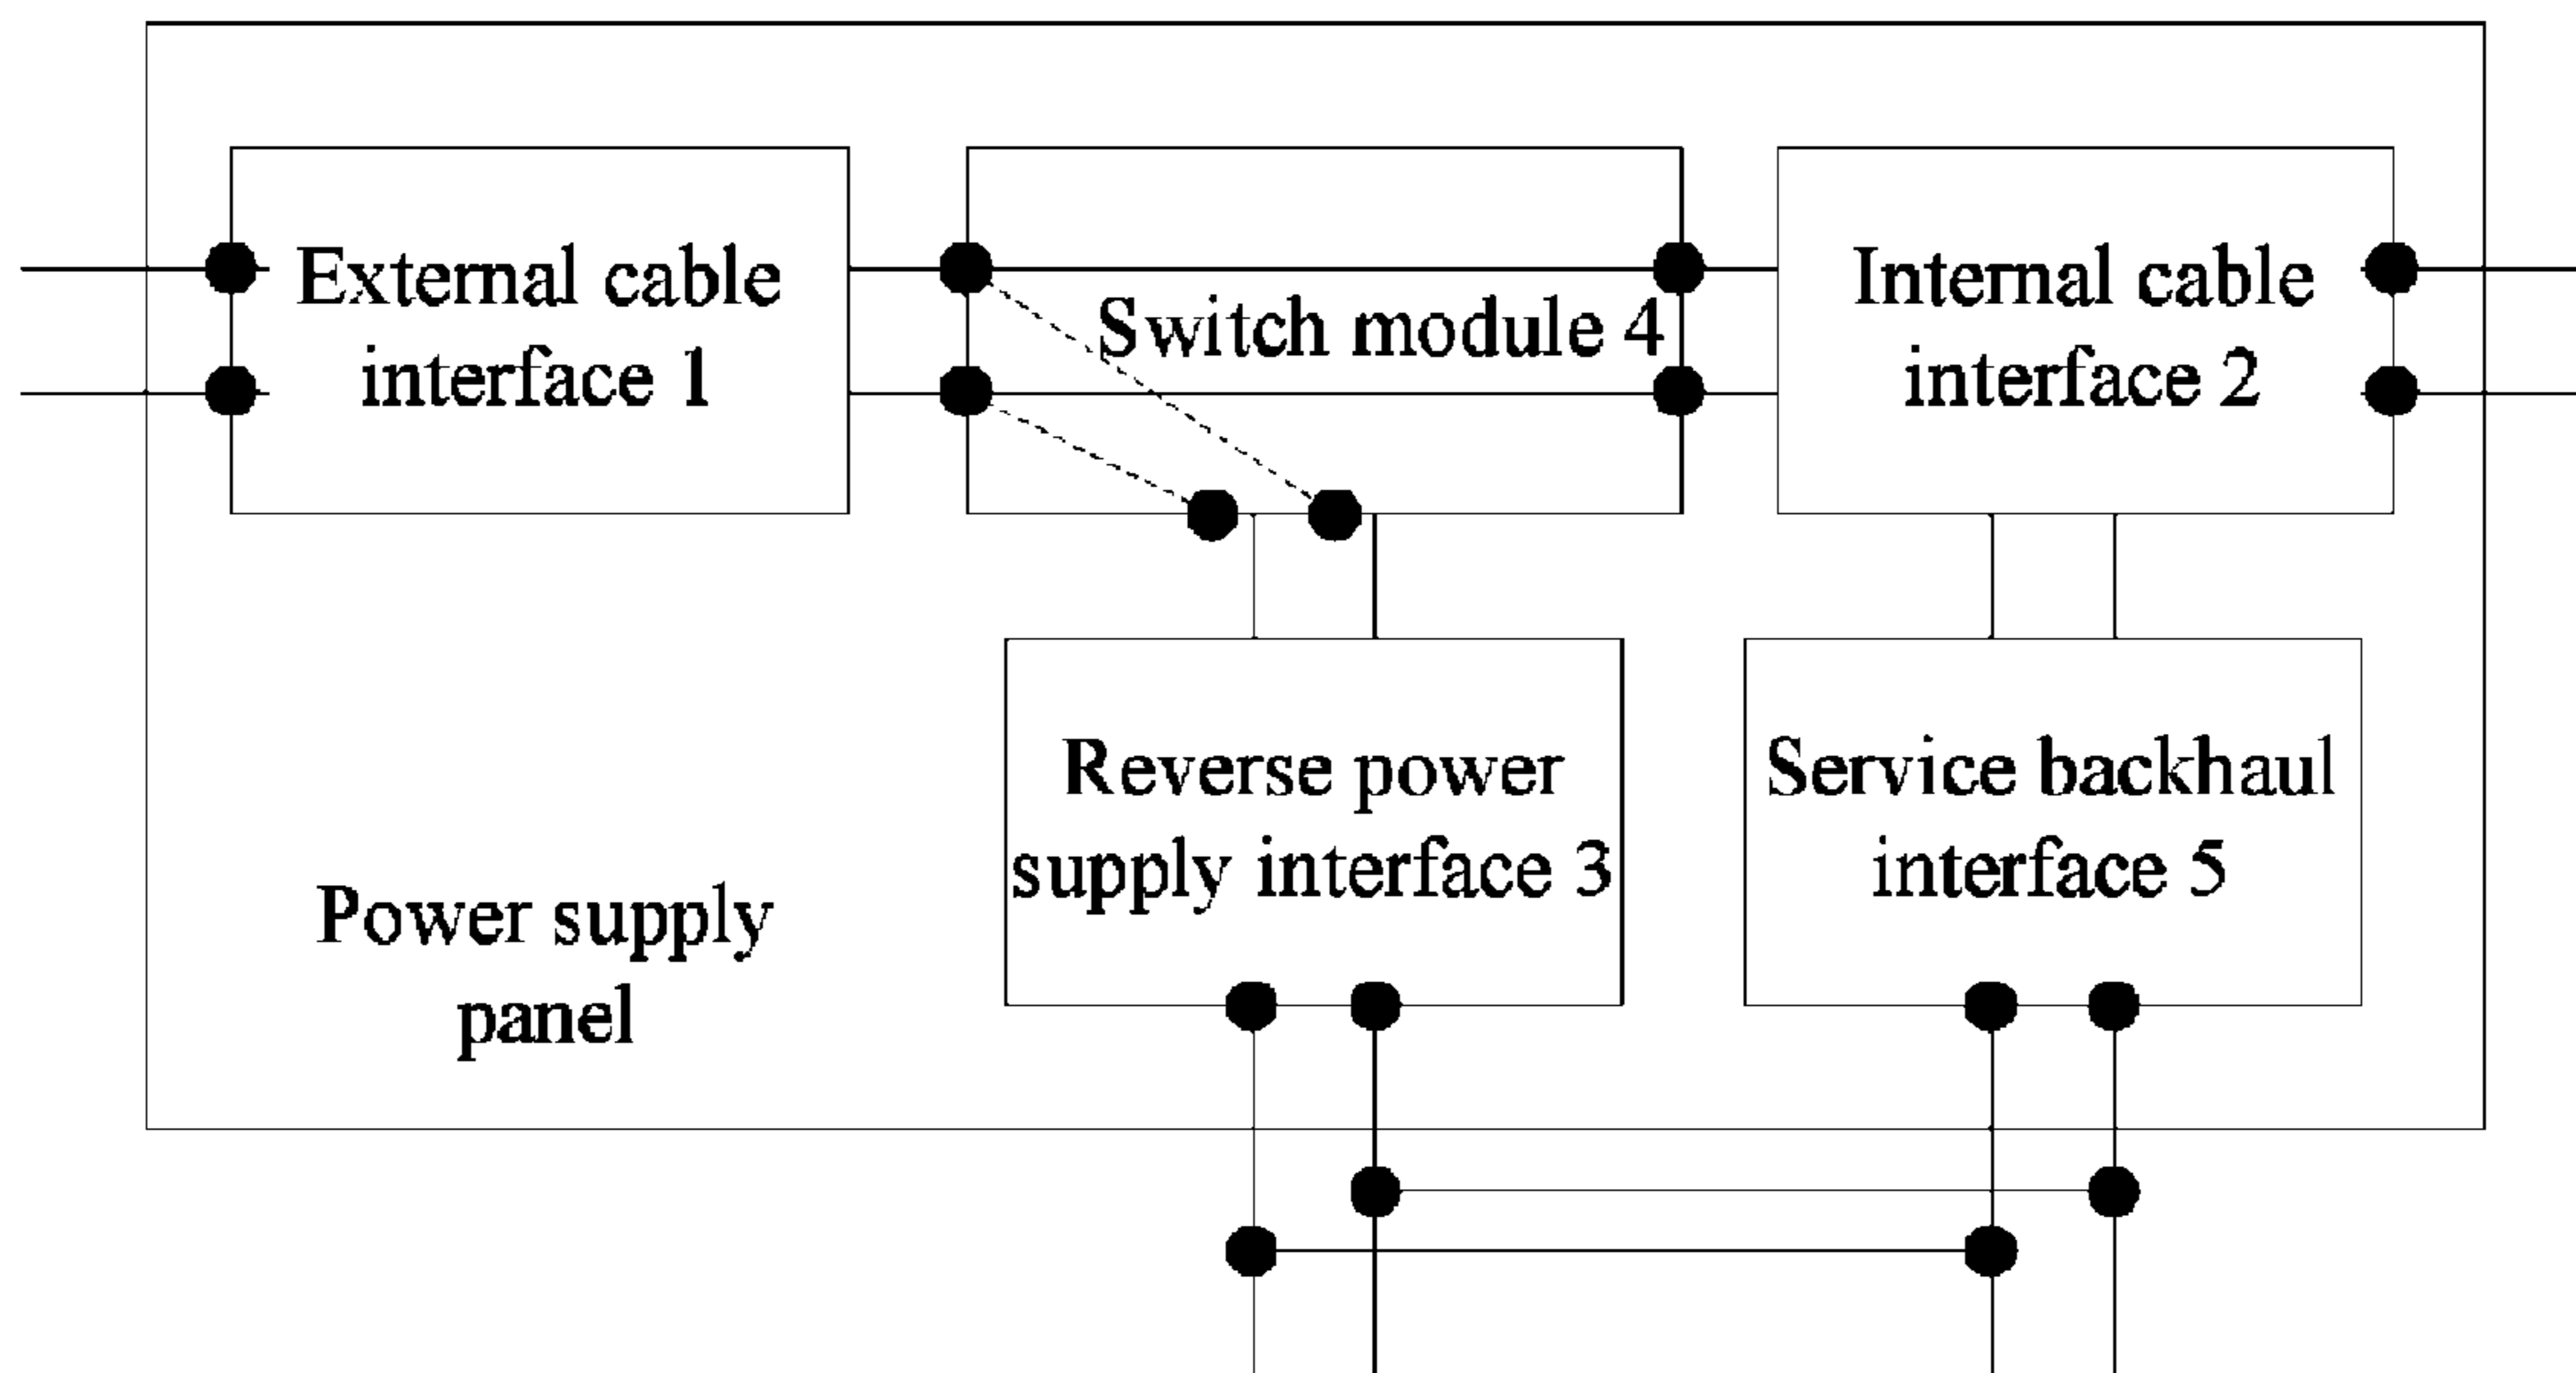 External cable
interface 1
Switch module 4
Internal cable
interface 2
Reverse power
supply interface 3
Service backhaul
interface 5
Power supply
panel